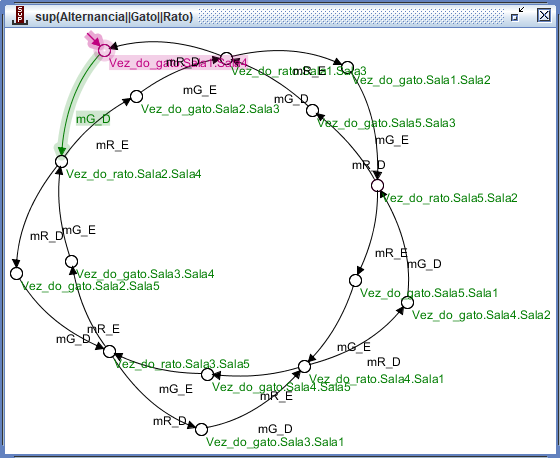 sup(Alternancia||Gato||Rato)
Vez_do_gato.Sala1.Sala4
mR_D
Vez_do_rato.Sala1.Sala3
mR_E
Vez_do_gato.Sala1.Sala2
mG_E
Vez_do_gato.Sala2.Sala3
mG_D
Vez_do_gato.Sala5.Sala3
mG_D
mR_E
mG_E
Vez_do_rato.Sala2.Sala4
mR_D
Vez_do_rato.Sala5.Sala2
mR_D
mG_E
mR_E
mG_D
Vez_do_gato.Sala3.Sala4
Vez_do_gato.Sala2.Sala5
Vez_do_gato.Sala5.Sala1
Vez_do_gato.Sala4.Sala2
mR_E
mG_D
mG_E
Vez_do_rato.Sala3.Sala5
mR_D
Vez_do_rato.Sala4.Sala1
mG_E
Vez_do_gato.Sala4.Sala5
mR_E
mR_D
mG_D
Vez_do_gato.Sala3.Sala1